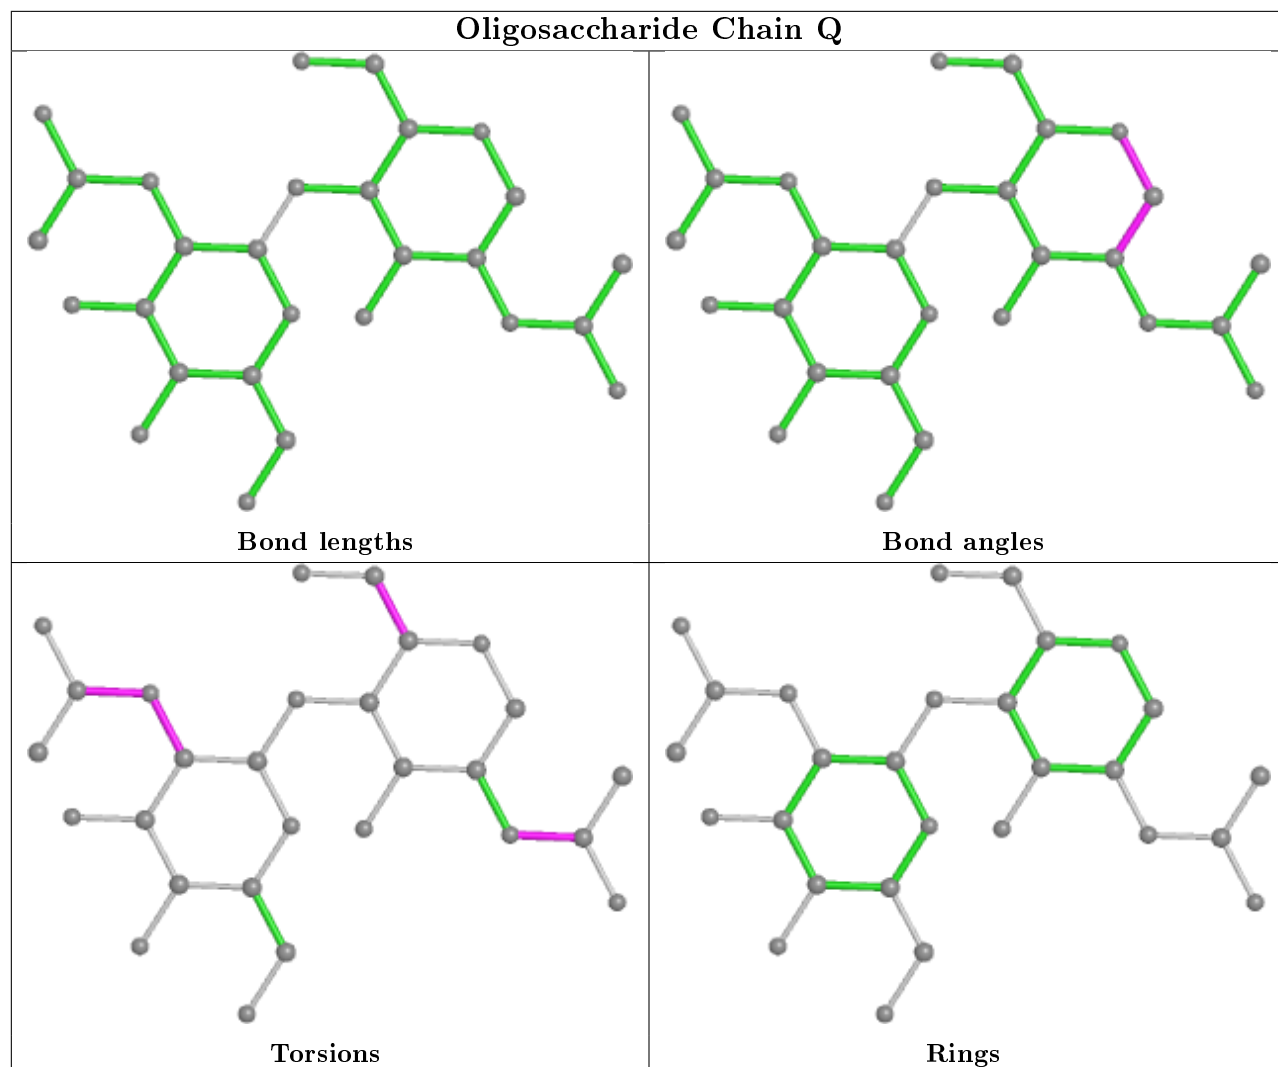 Oligosaccharide Chain Q
Bond lengths
Bond angles
Torsions
Rings